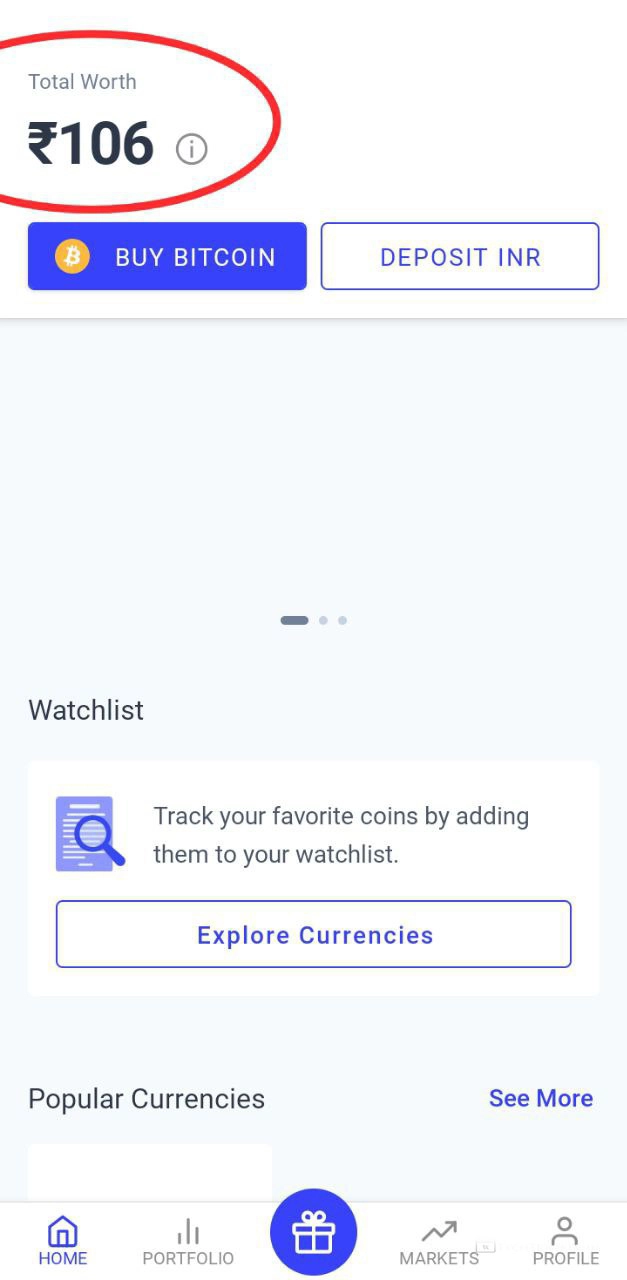 Total Worth
₹106
BUY BITCOIN
DEPOSIT INR
Watchlist
Track your favorite coins by adding
them to your watchlist.
Explore Currencies
Popular Currencies
See More
HOME
PORTFOLIO
MARKETS
PROFILE